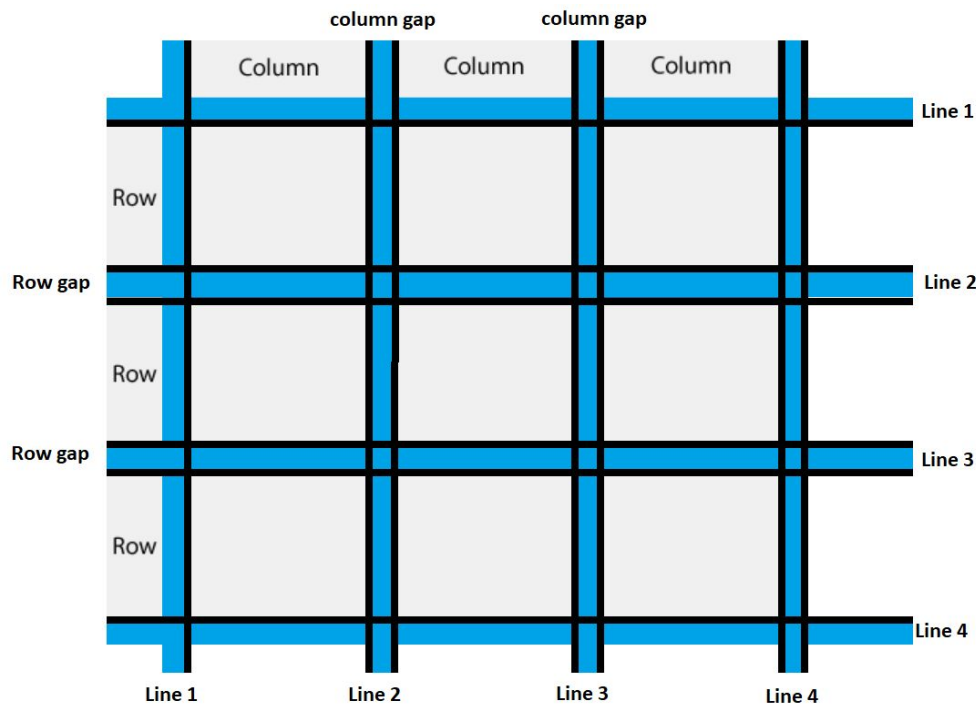 column gap column gap
Column Column Column
Line 1
Row
Row gap Line 2
Row
Row gap Line 3
Row
Line 4
Line 1 Line 2 Line 3 Line 4